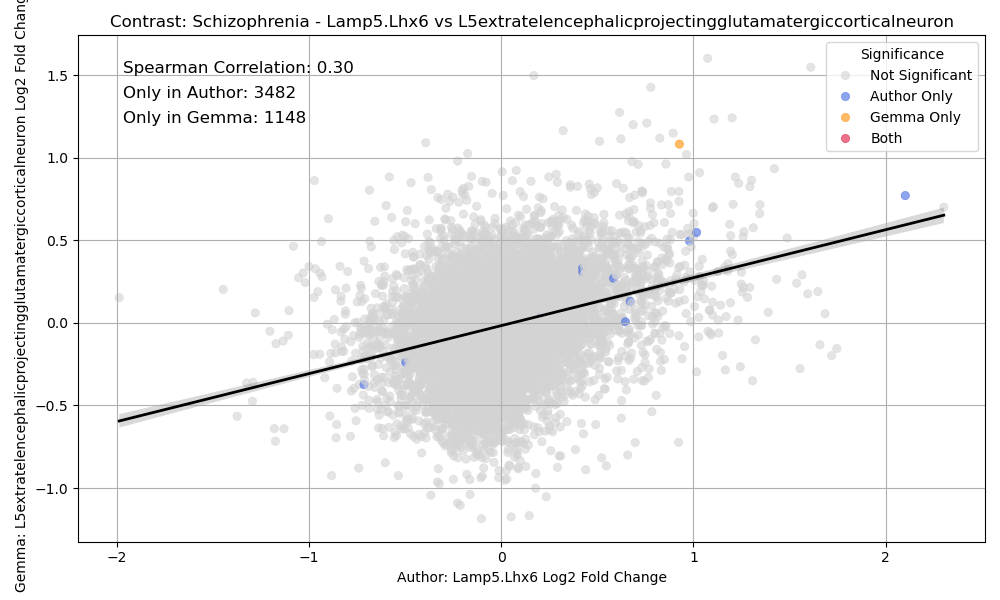 Contrast: Schizophrenia - Lamp5.Lhx6 vs L5extratelencephalicprojectingglutamatergiccorticalneuron
Gemma: L5extratelencephalicprojectingglutamatergiccorticalneuron Log2 Fold Chang
Spearman Correlation: 0.30
Only in Author: 3482
Only in Gemma: 1148
Significance
Not Significant
Author Only
Gemma Only
Both
1.5
1.0
0.5
0.0
−0.5
−1.0
−2
−1
0
1
2
Author: Lamp5.Lhx6 Log2 Fold Change